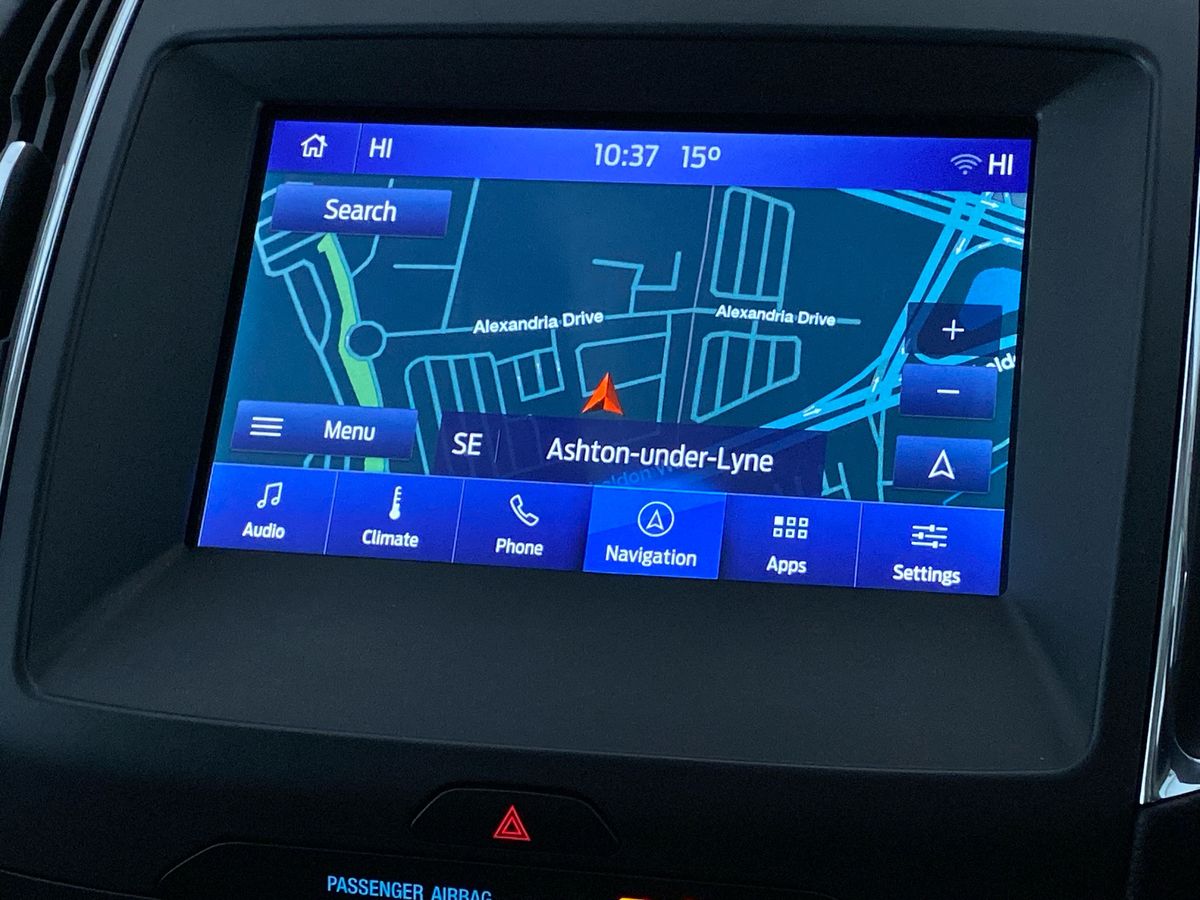 HI 10:37 15° HI
Search
Alexandria Drive
Alexandria Drive
+
−
Menu
SE Ashton-under-Lyne
Audio
Climate
Phone
Navigation
Apps
Settings
PASSENGER AIRBAG